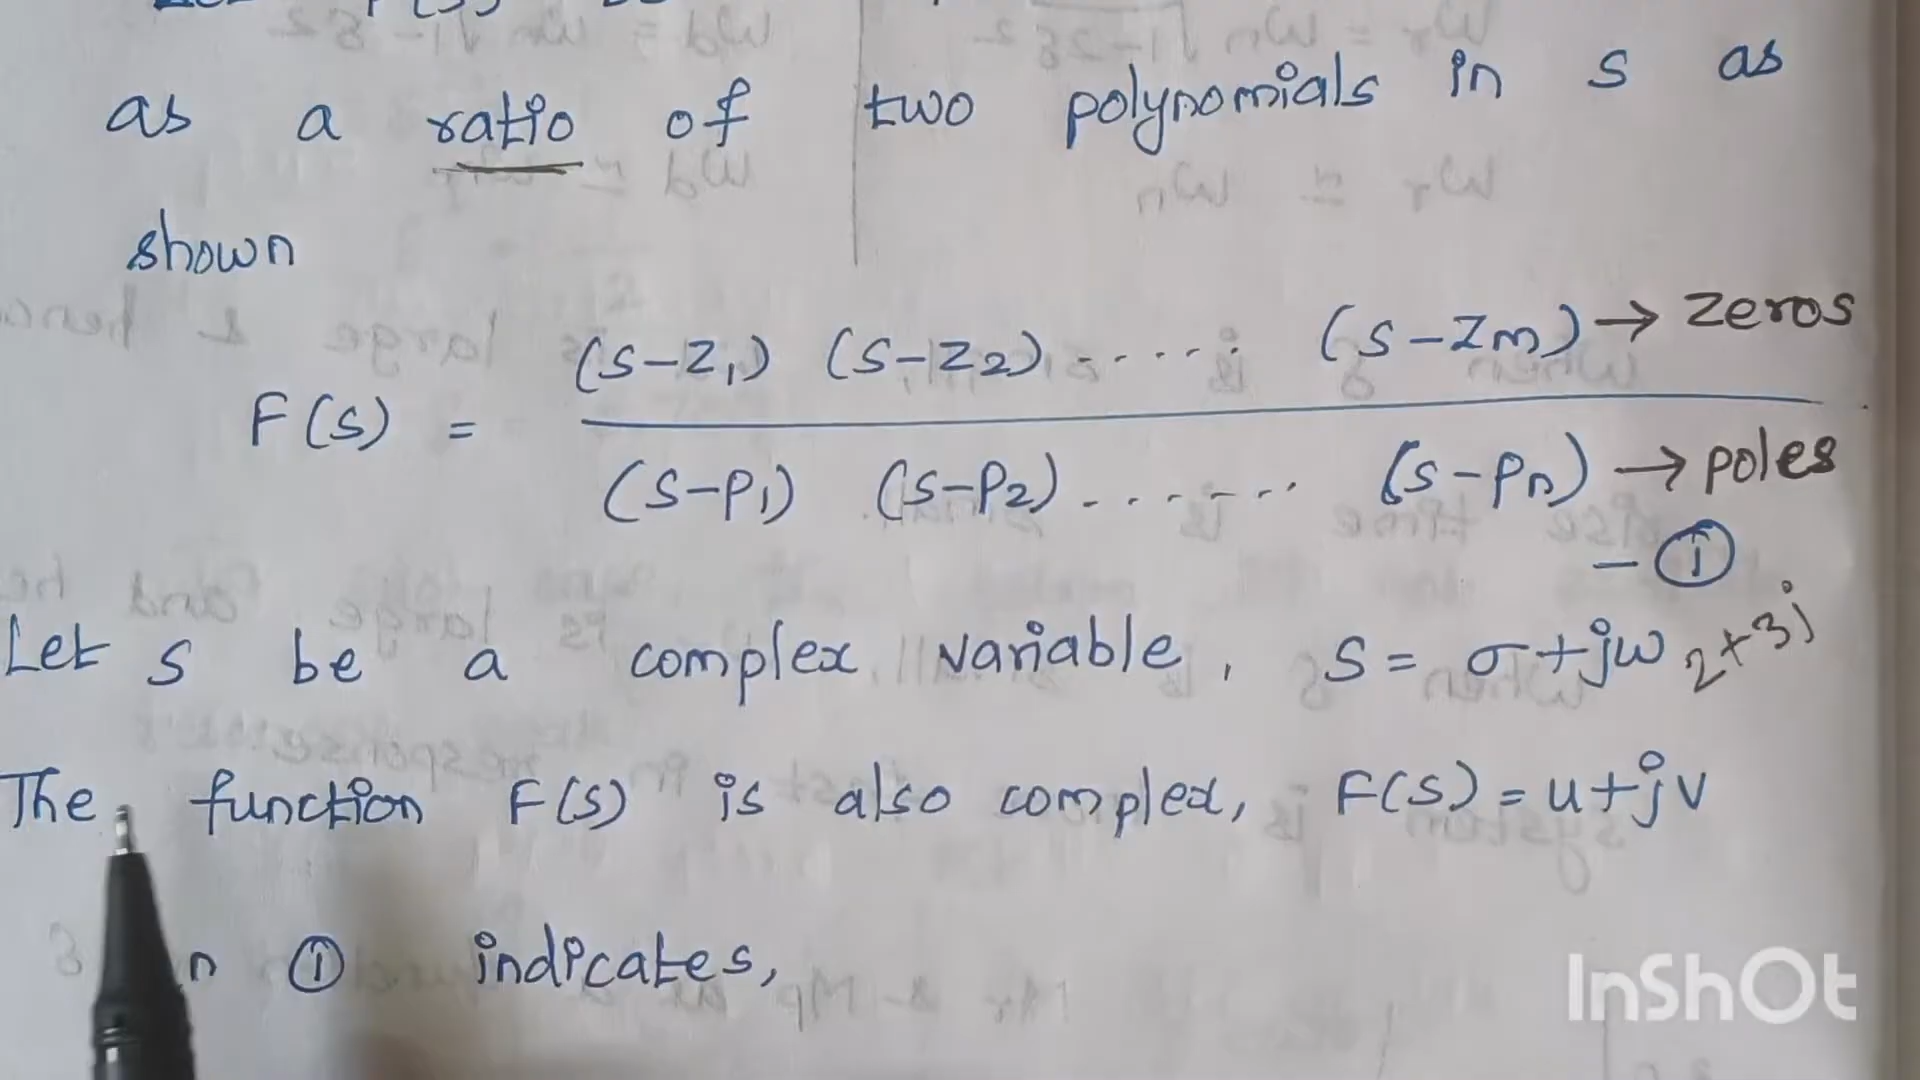 as a ratio of two polynomials in s as
shown
F(s) = (s-z₁) (s-z₂) ...... (s-zm) → zeros
(s-p₁) (s-p₂) ....... (s-pn) → poles
- ①
Let s be a complex variable, s = σ+jω 2+3j
The function F(s) is also complex, F(s) = u+jv
n ① indicates,
InShOt